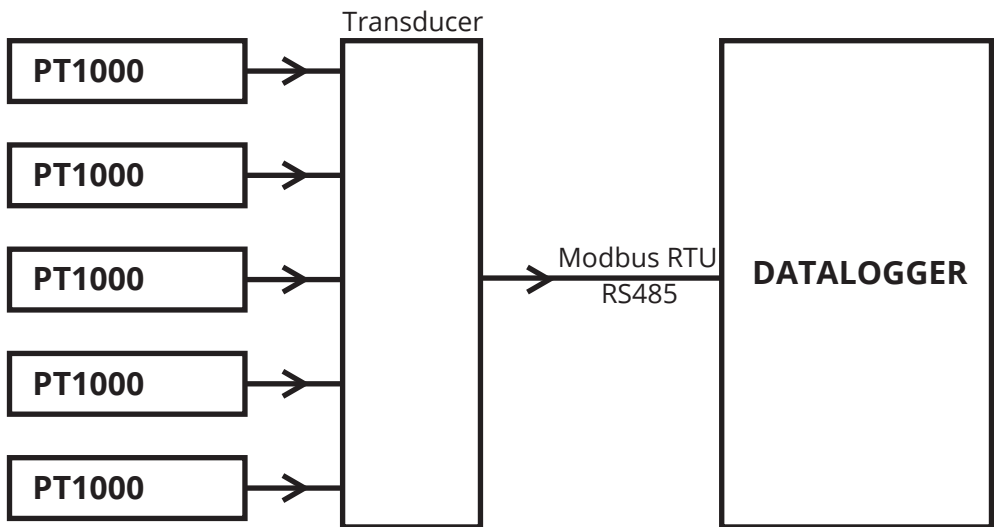 Transducer
PT1000
PT1000
PT1000
PT1000
PT1000
Modbus RTU
RS485
DATALOGGER